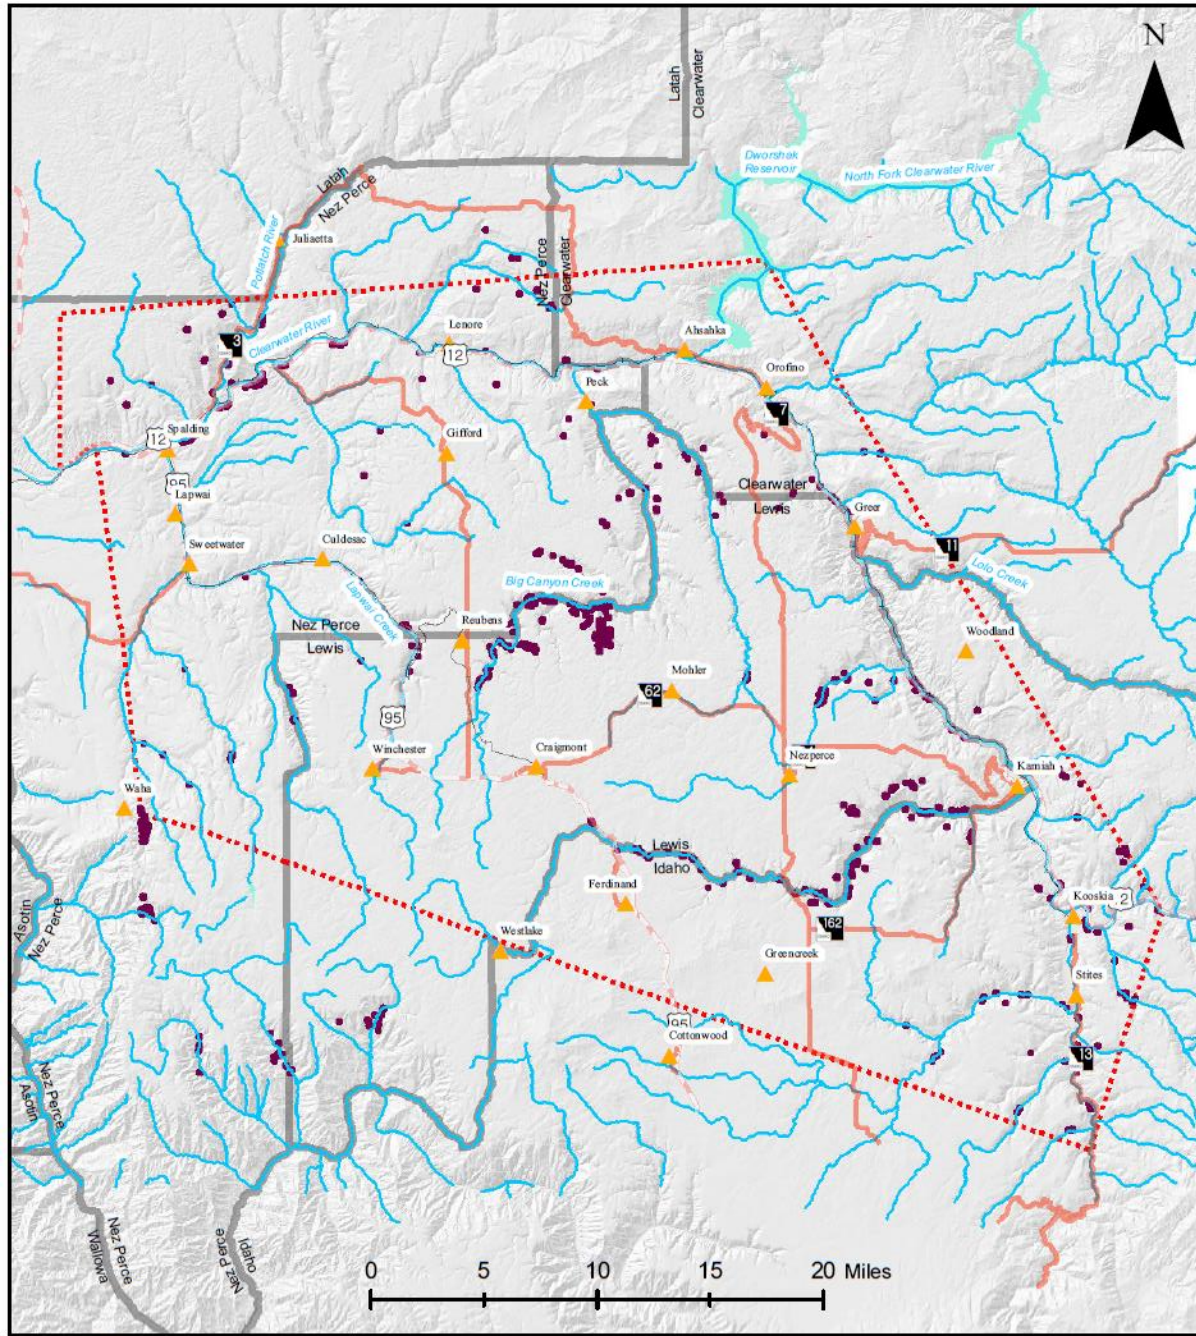 N
Latah
Clearwater
Dworshak
Reservoir
North Fork Clearwater River
Latah
Nez Perce
Potlatch River
Juliaetta
Nez Perce
Clearwater
3
Clearwater River
Lenore
12
Ahsahka
Orofino
Peck
7
Spalding
12
Gifford
95
Lapwai
Clearwater
Lewis
Greer
11
Sweetwater
Culdesac
Lapwai Creek
Big Canyon Creek
Lolo Creek
Nez Perce
Lewis
Reubens
Woodland
Mohler
62
95
Winchester
Craigmont
Nezperce
Kamiah
Waha
Lewis
Idaho
Ferdinand
Kooskia
2
Asotin
Nez Perce
162
Westlake
Greencreek
Stites
95
Cottonwood
13
Nez Perce
Asotin
Nez Perce
Wallowa
Idaho
Nez Perce
0 5 10 15 20 Miles